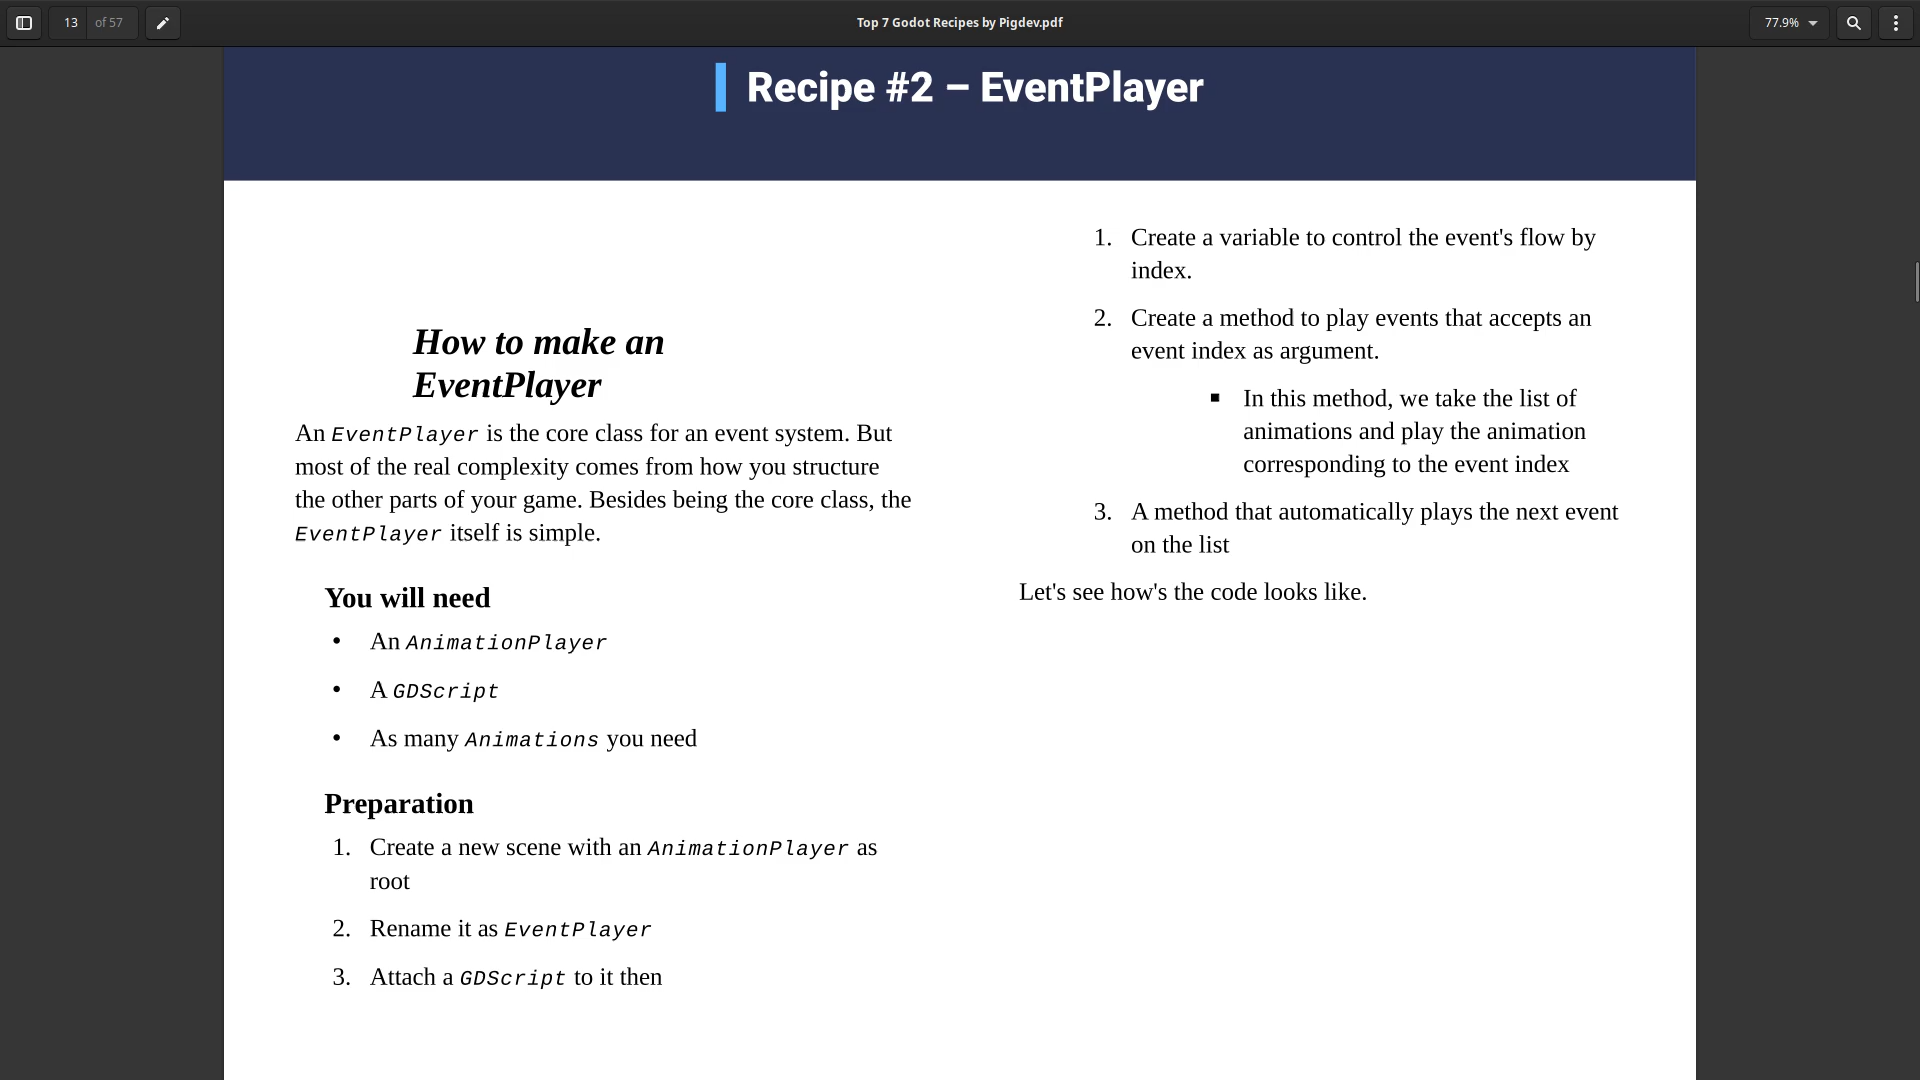 13 of 57
Top 7 Godot Recipes by Pigdev.pdf
77.9%
Recipe #2 – EventPlayer
How to make an
EventPlayer
An EventPlayer is the core class for an event system. But
most of the real complexity comes from how you structure
the other parts of your game. Besides being the core class, the
EventPlayer itself is simple.
You will need
• An AnimationPlayer
• A GDScript
• As many Animations you need
Preparation
1. Create a new scene with an AnimationPlayer as
root
2. Rename it as EventPlayer
3. Attach a GDScript to it then
1. Create a variable to control the event's flow by
index.
2. Create a method to play events that accepts an
event index as argument.
▪ In this method, we take the list of
animations and play the animation
corresponding to the event index
3. A method that automatically plays the next event
on the list
Let's see how's the code looks like.